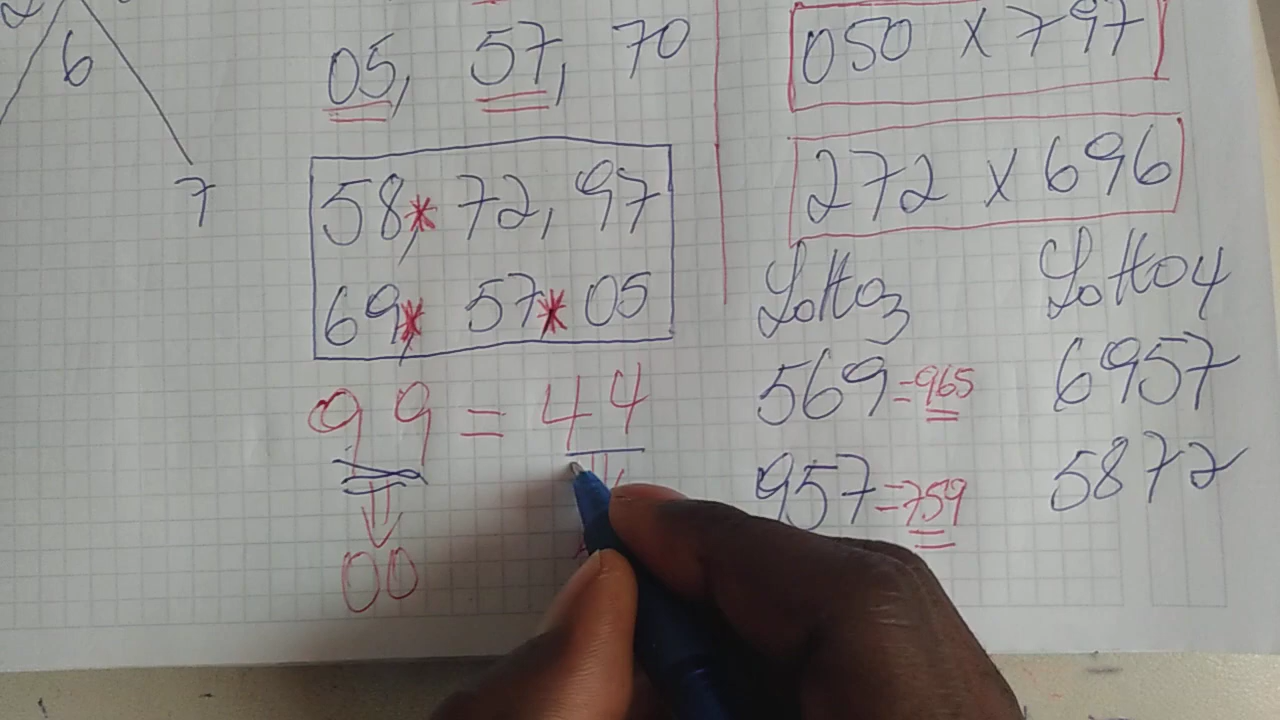 6
7
05, 57, 70
58, * 72, 97
69, * 57 * 05
99 = 44
00
050 x 797
272 x 696
Lotto3 Lotto4
569 = 965 6957
957 = 759 5872